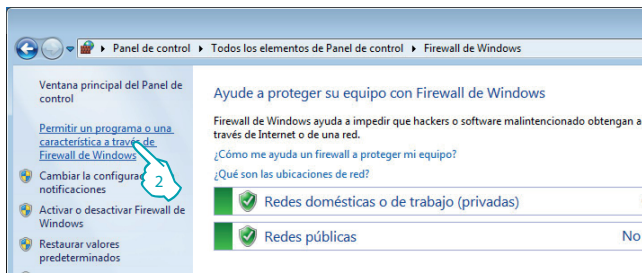 Panel de control ▸ Todos los elementos de Panel de control ▸ Firewall de Windows
Ventana principal del Panel de
control
Permitir un programa o una
característica a través de
Firewall de Windows
Cambiar la configura
notificaciones
Activar o desactivar Firewall de
Windows
Restaurar valores
predeterminados
2
Ayude a proteger su equipo con Firewall de Windows
Firewall de Windows ayuda a impedir que hackers o software malintencionado obtengan a
través de Internet o de una red.
¿Cómo me ayuda un firewall a proteger mi equipo?
¿Qué son las ubicaciones de red?
Redes domésticas o de trabajo (privadas)
Redes públicas No